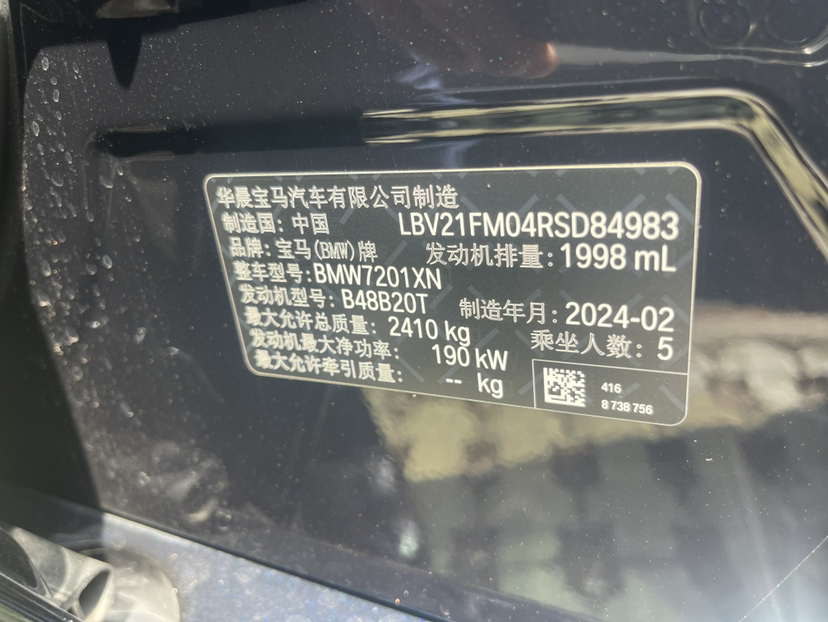 华晨宝马汽车有限公司制造
制造国: 中国 LBV21FM04RSD84983
品牌: 宝马(BMW)牌 发动机排量: 1998 mL
整车型号: BMW7201XN
发动机型号: B48B20T 制造年月: 2024-02
最大允许总质量: 2410 kg 乘坐人数: 5
发动机最大净功率: 190 kW
最大允许牵引质量: -- kg
416
8 738 756